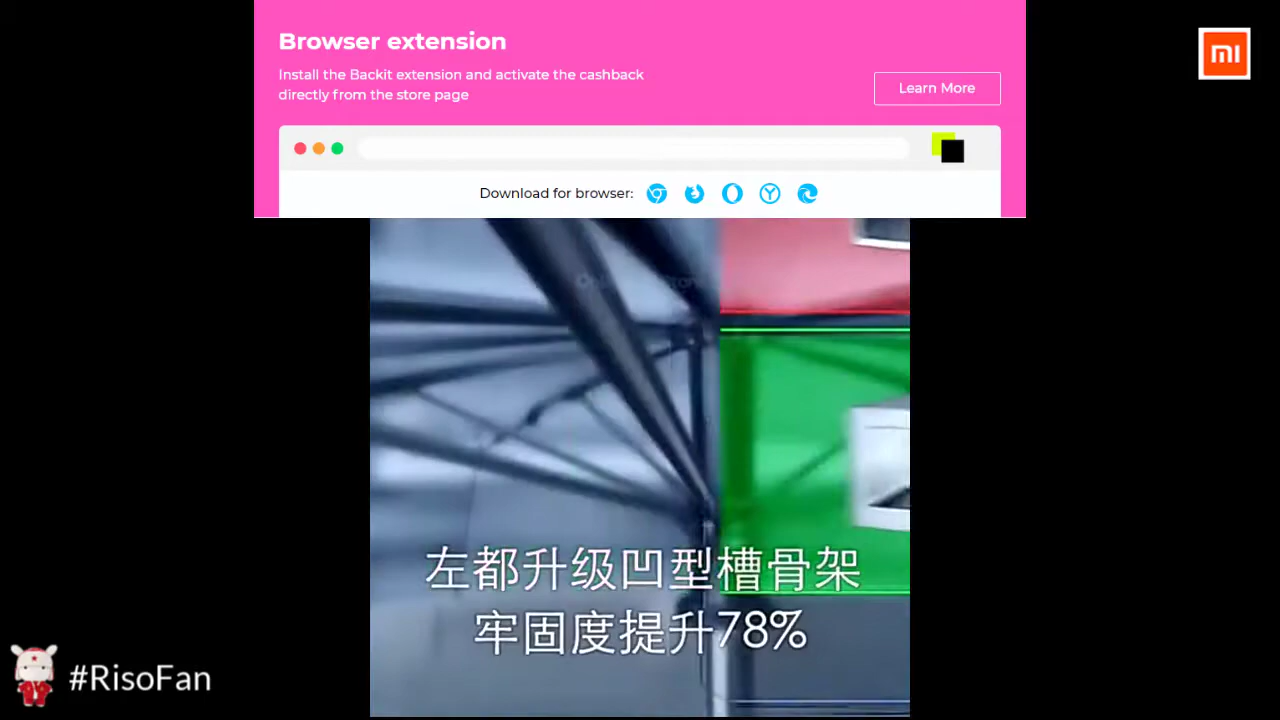 Browser extension
Install the Backit extension and activate the cashback
directly from the store page
Learn More
Download for browser:
左都升级凹型槽骨架
牢固度提升78%
#RisoFan